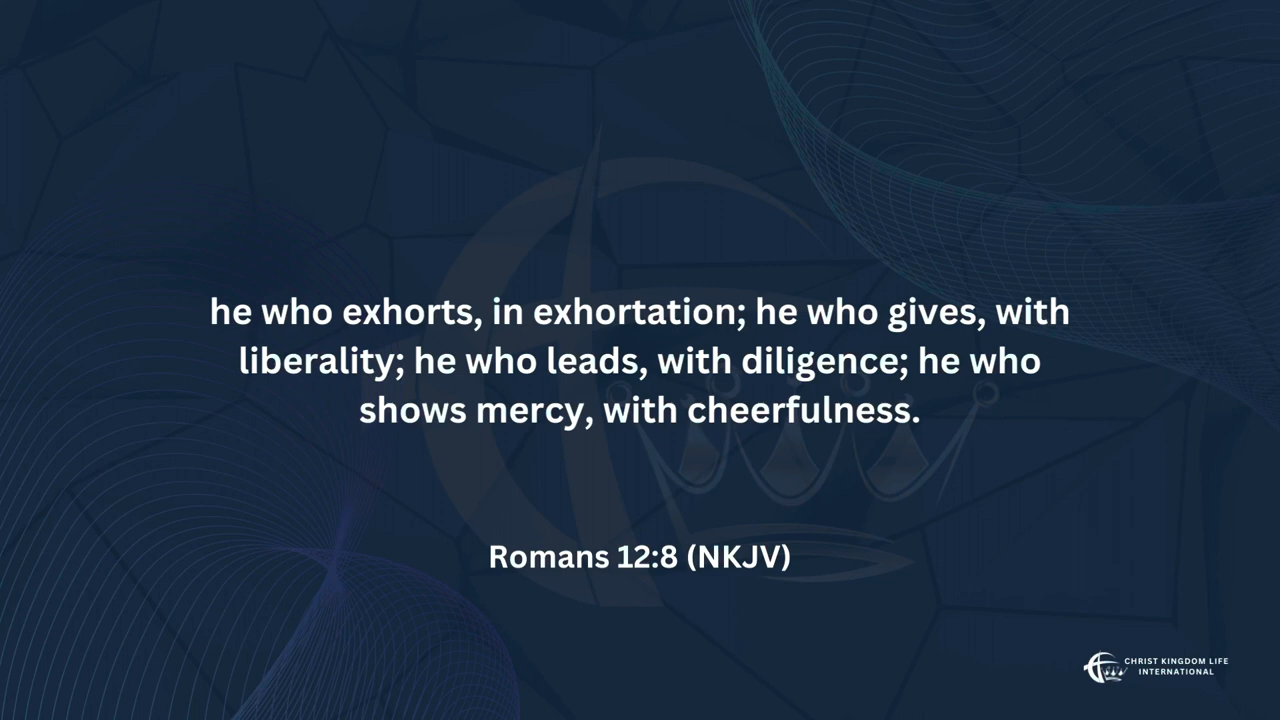 he who exhorts, in exhortation; he who gives, with
liberality; he who leads, with diligence; he who
shows mercy, with cheerfulness.
Romans 12:8 (NKJV)
CHRIST KINGDOM LIFE
INTERNATIONAL